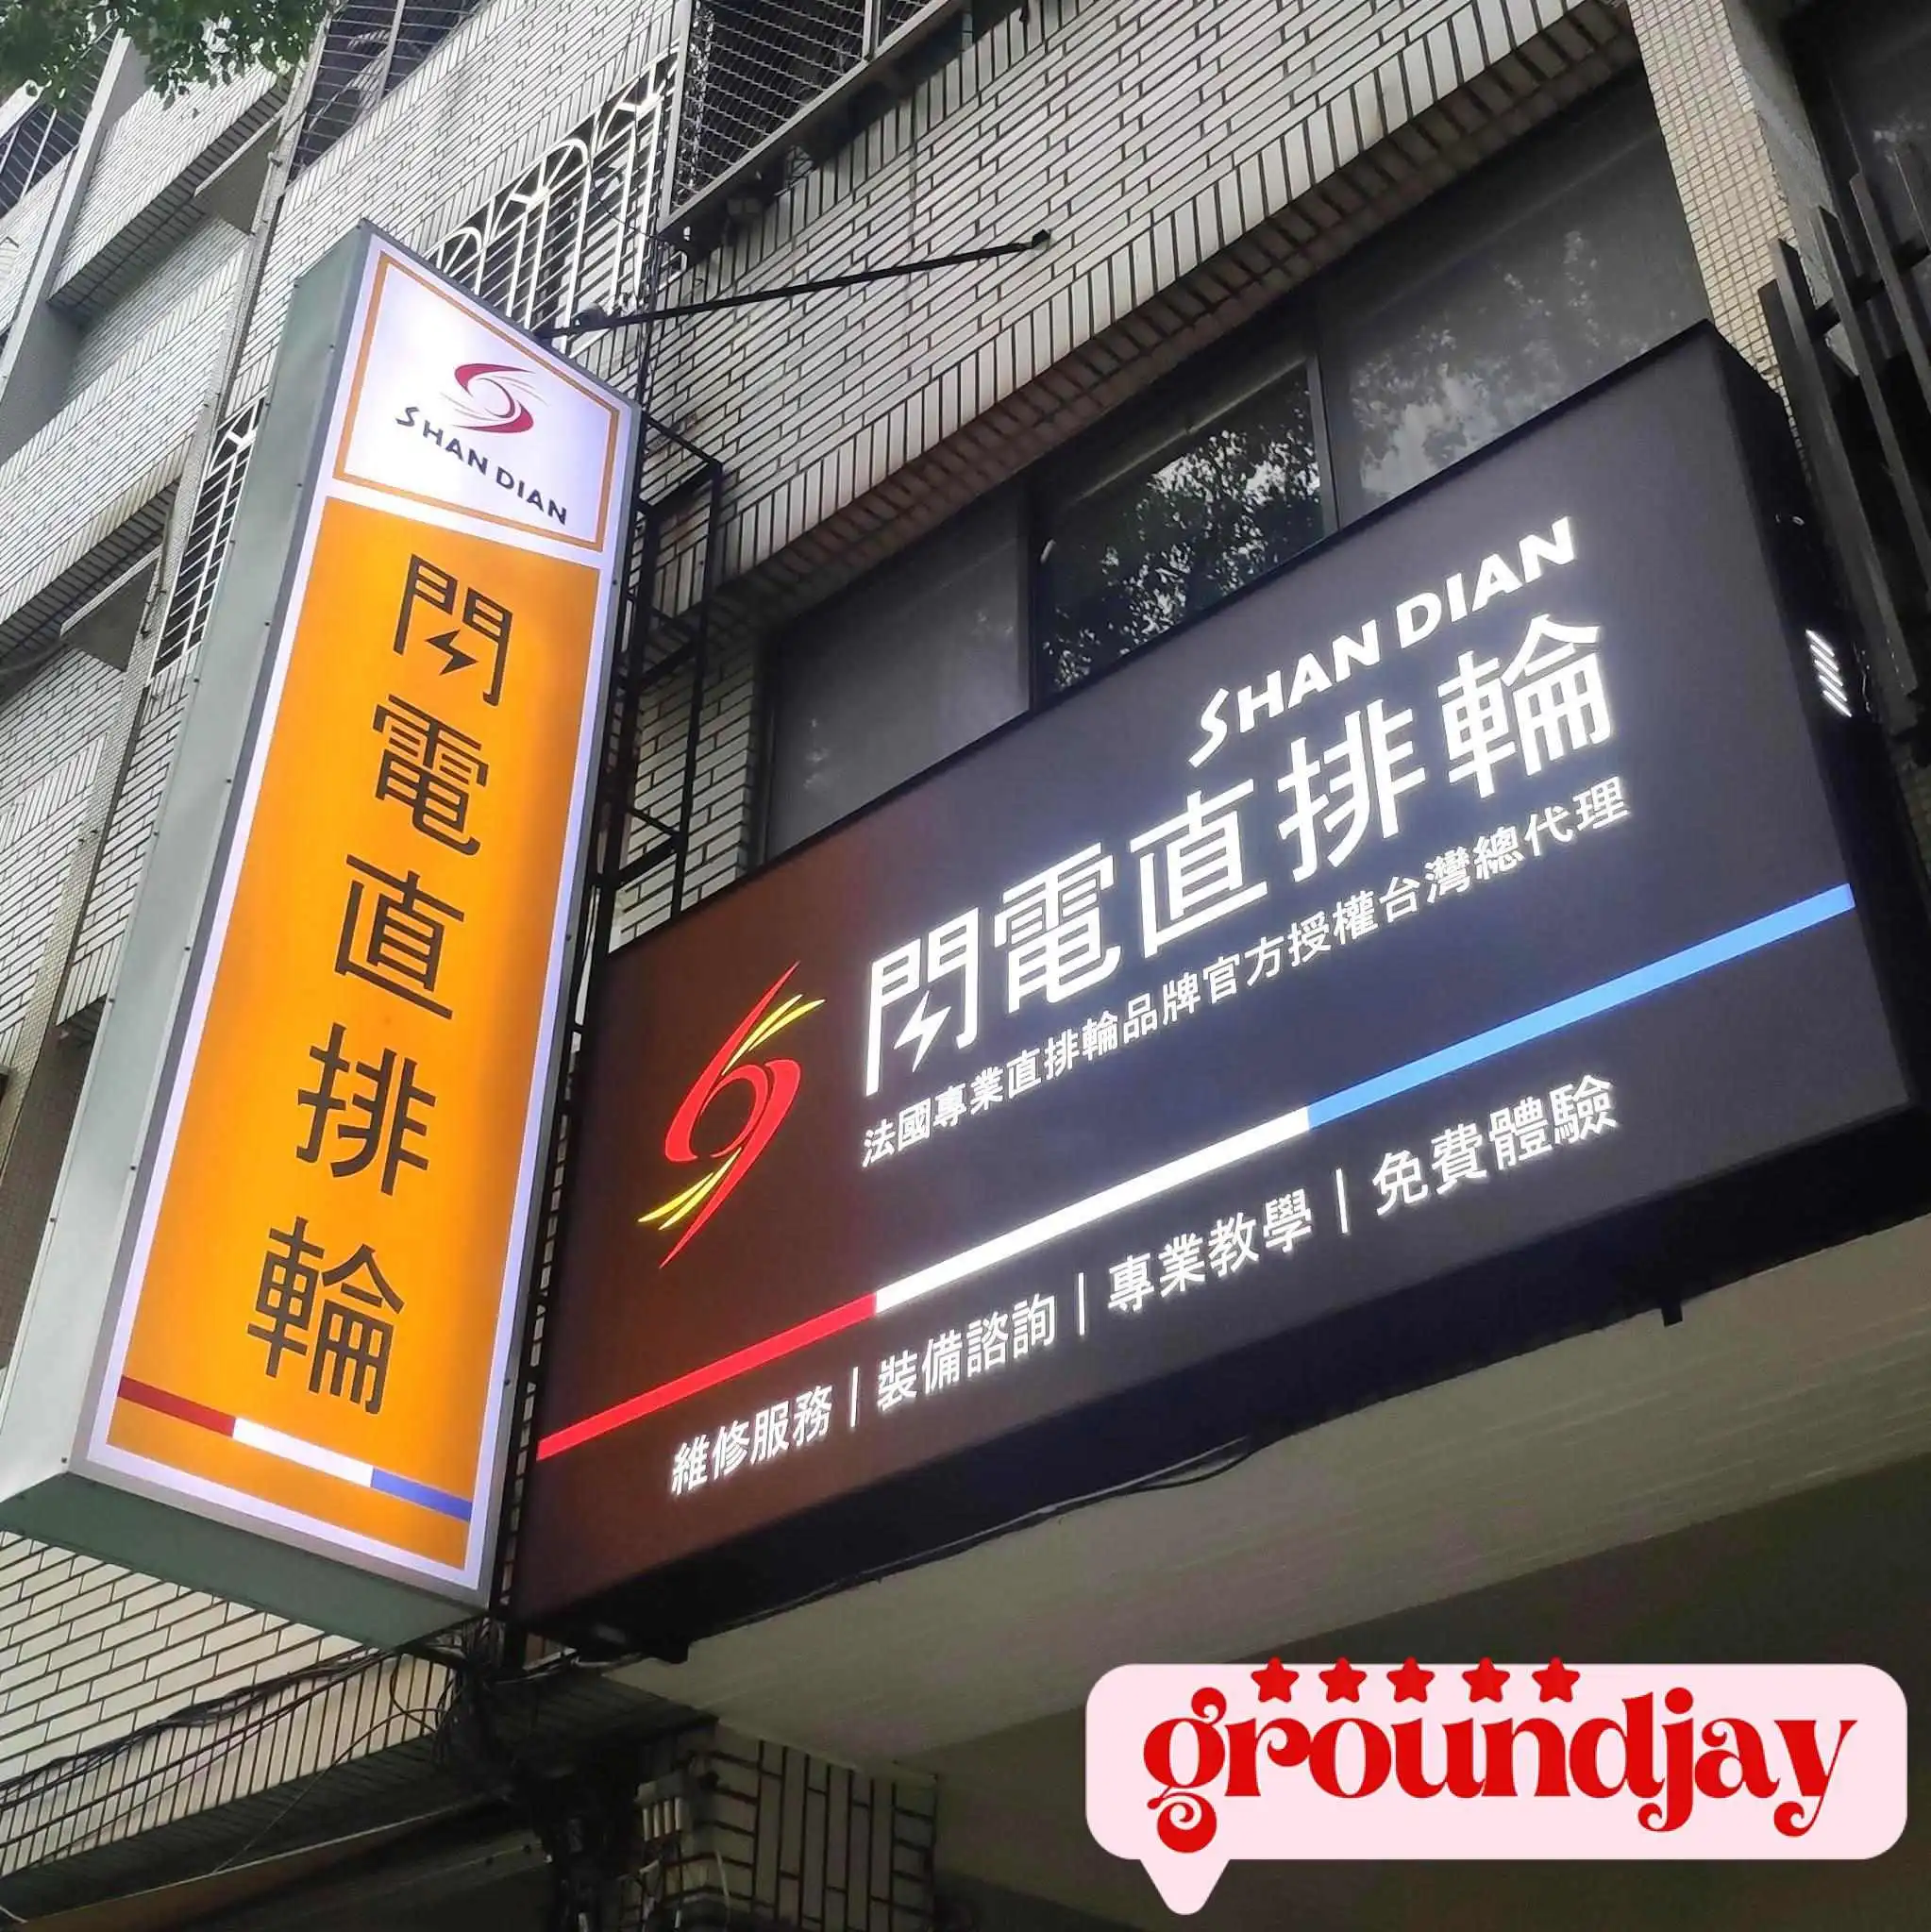 SHAN DIAN
閃電直排輪
SHAN DIAN
閃電直排輪
法國專業直排輪品牌官方授權台灣總代理
維修服務｜裝備諮詢｜專業教學｜免費體驗
groundjay